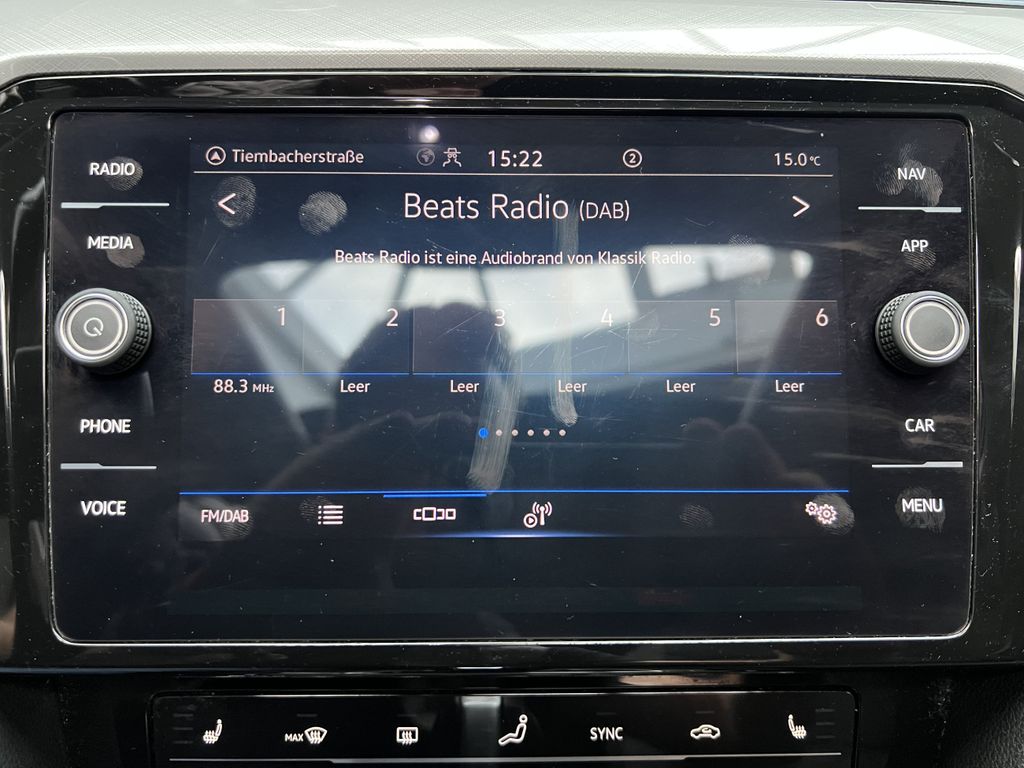 RADIO
MEDIA
PHONE
VOICE
Tiembacherstraße
15:22
2
15.0°C
< Beats Radio (DAB) >
Beats Radio ist eine Audiobrand von Klassik Radio.
1 2 3 4 5 6
88.3 MHz Leer Leer Leer Leer Leer
FM/DAB
NAV
APP
CAR
MENU
MAX
SYNC